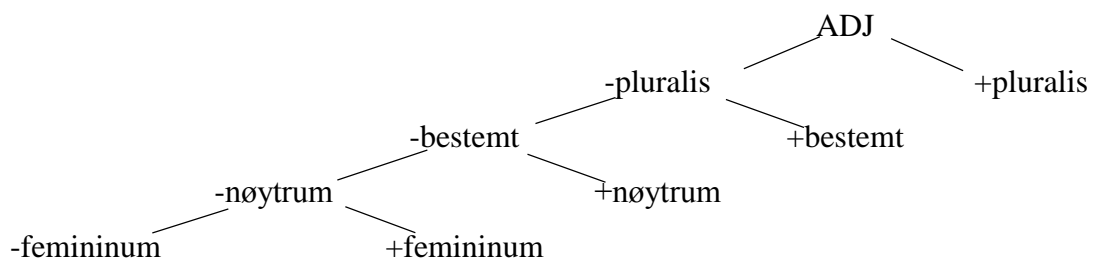 ADJ
-pluralis +pluralis
-bestemt +bestemt
-nøytrum +nøytrum
-femininum +femininum